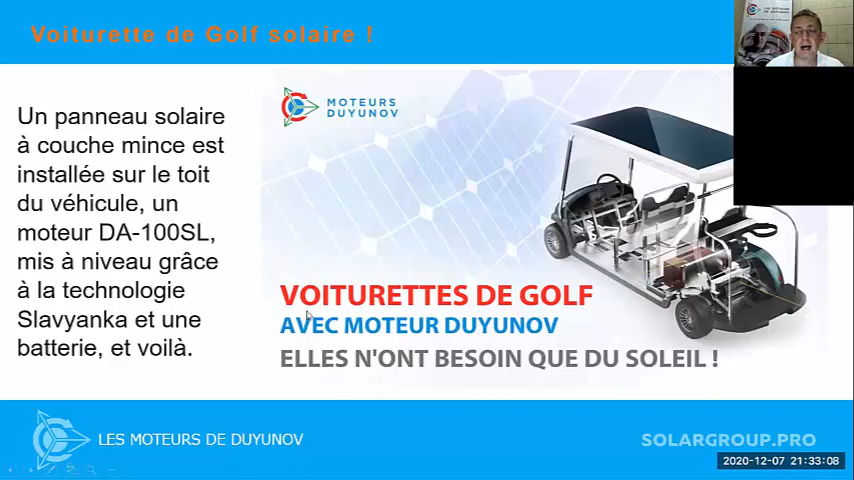 Voiturette de Golf solaire !
Un panneau solaire
à couche mince est
installée sur le toit
du véhicule, un
moteur DA-100SL,
mis à niveau grâce
à la technologie
Slavyanka et une
batterie, et voilà.
MOTEURS
DUYUNOV
VOITURETTES DE GOLF
AVEC MOTEUR DUYUNOV
ELLES N'ONT BESOIN QUE DU SOLEIL !
LES MOTEURS DE DUYUNOV
SOLARGROUP.PRO
2020-12-07 21:33:08